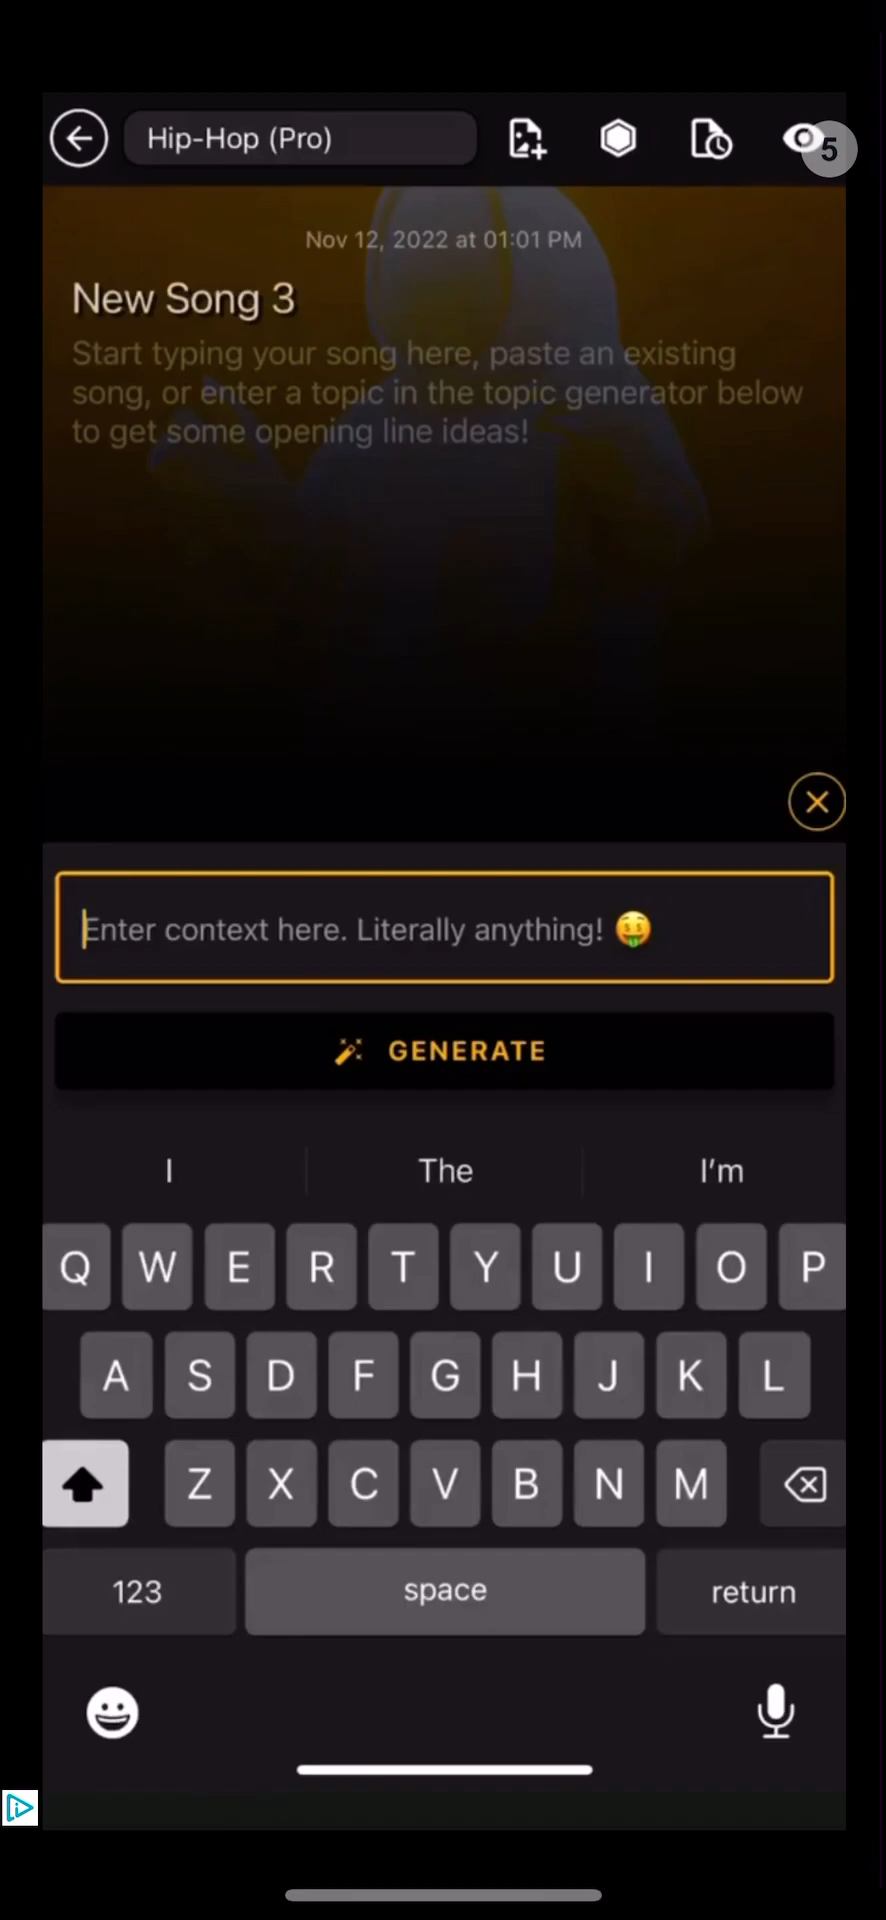 Hip-Hop (Pro)
5
Nov 12, 2022 at 01:01 PM
New Song 3
Start typing your song here, paste an existing
song, or enter a topic in the topic generator below
to get some opening line ideas!
Enter context here. Literally anything! 🤑
GENERATE
I The I'm
Q W E R T Y U I O P
A S D F G H J K L
Z X C V B N M
123 space return